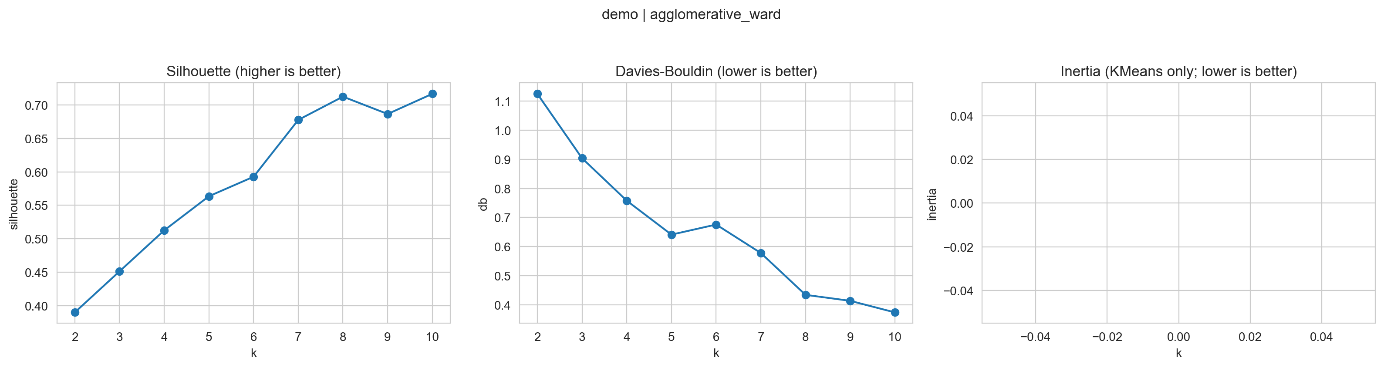 demo | agglomerative_ward
Silhouette (higher is better)
0.70
0.65
0.60
0.55
0.50
0.45
0.40
silhouette
2 3 4 5 6 7 8 9 10
k
Davies-Bouldin (lower is better)
1.1
1.0
0.9
0.8
0.7
0.6
0.5
0.4
db
2 3 4 5 6 7 8 9 10
k
Inertia (KMeans only; lower is better)
0.04
0.02
0.00
−0.02
−0.04
inertia
−0.04 −0.02 0.00 0.02 0.04
k